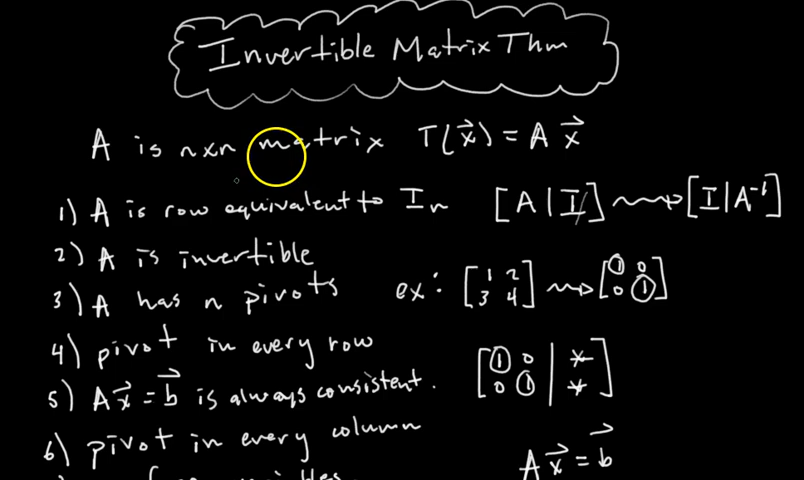 Invertible Matrix Thm
A is nxn matrix T(x⃗) = A x⃗
1) A is row equivalent to Iₙ [A | I] ⟿ [I | A⁻¹]
2) A is invertible
3) A has n pivots ex: [1 2 ⟿ [1 0
3 4] 0 1]
4) pivot in every row
[1 0 | *
0 1 | *]
5) Ax⃗ = b⃗ is always consistent.
6) pivot in every column
Ax⃗ = b⃗